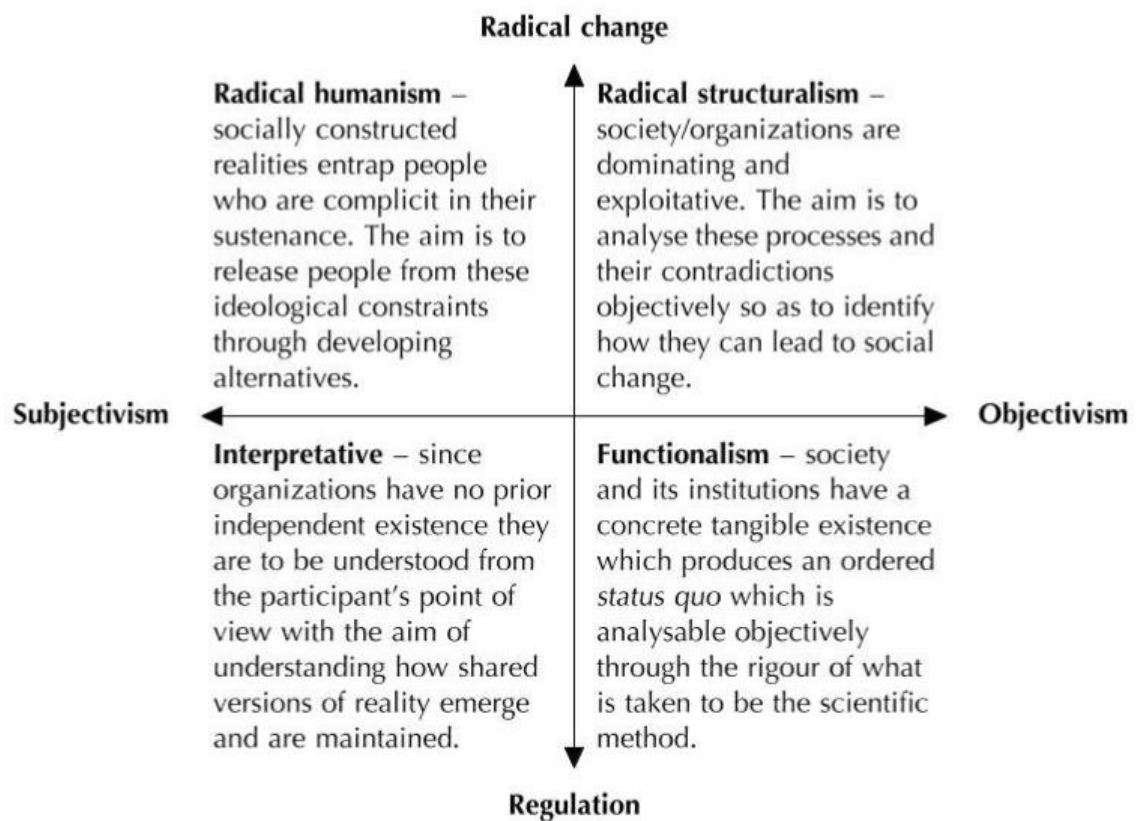 Radical change
Radical humanism –
socially constructed
realities entrap people
who are complicit in their
sustenance. The aim is to
release people from these
ideological constraints
through developing
alternatives.
Radical structuralism –
society/organizations are
dominating and
exploitative. The aim is to
analyse these processes and
their contradictions
objectively so as to identify
how they can lead to social
change.
Subjectivism
Objectivism
Interpretative – since
organizations have no prior
independent existence they
are to be understood from
the participant's point of
view with the aim of
understanding how shared
versions of reality emerge
and are maintained.
Functionalism – society
and its institutions have a
concrete tangible existence
which produces an ordered
status quo which is
analysable objectively
through the rigour of what
is taken to be the scientific
method.
Regulation